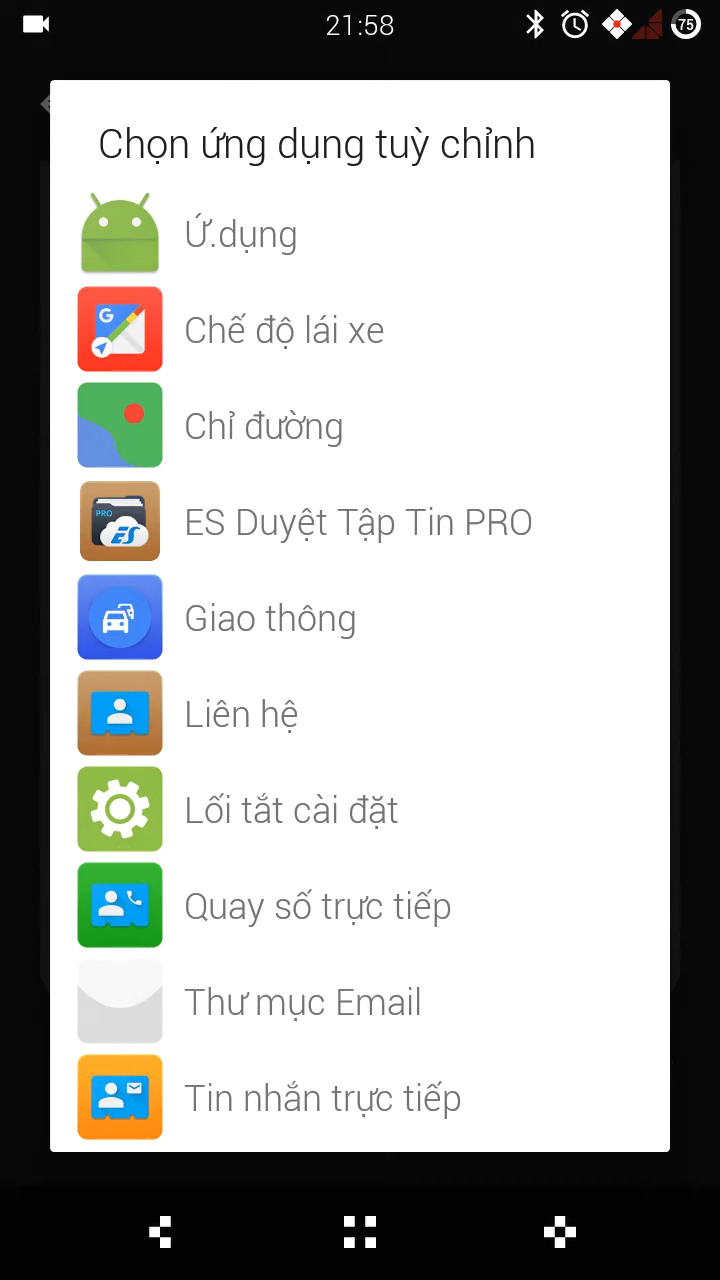 21:58
75
Chọn ứng dụng tuỳ chỉnh
Ứ.dụng
G
Chế độ lái xe
Chỉ đường
PRO
ES
ES Duyệt Tập Tin PRO
Giao thông
Liên hệ
Lối tắt cài đặt
Quay số trực tiếp
Thư mục Email
Tin nhắn trực tiếp